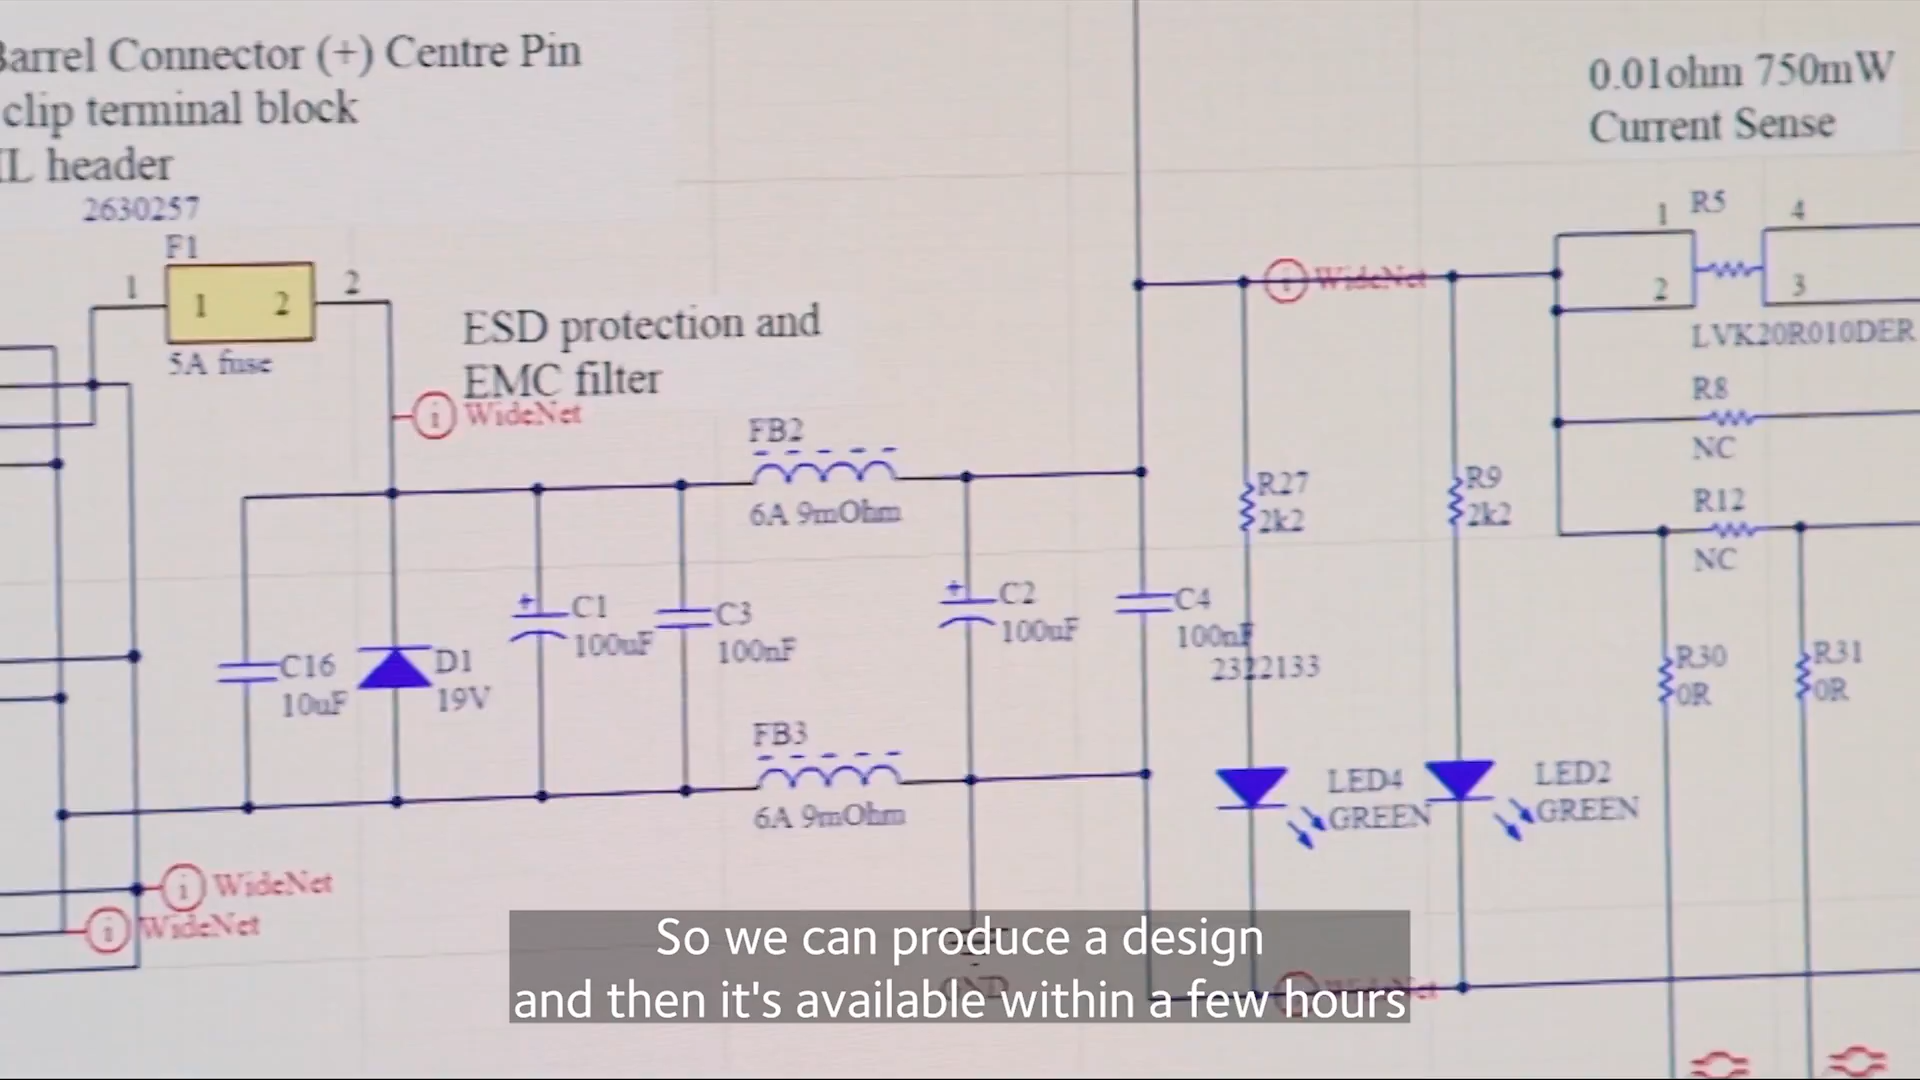 Barrel Connector (+) Centre Pin
clip terminal block
IL header
2630257
F1
1
1 2
2
5A fuse
ESD protection and
EMC filter
WideNet
FB2
6A 9mOhm
C16
10uF
D1
19V
C1
100uF
C3
100nF
C2
100uF
C4
100nF
2322133
FB3
6A 9mOhm
WideNet
WideNet
WideNet
R27
2k2
R9
2k2
LED4
GREEN
LED2
GREEN
0.01ohm 750mW
Current Sense
1
R5
4
2
3
LVK20R010DER
R8
NC
R12
NC
R30
0R
R31
0R
GND
So we can produce a design
and then it's available within a few hours